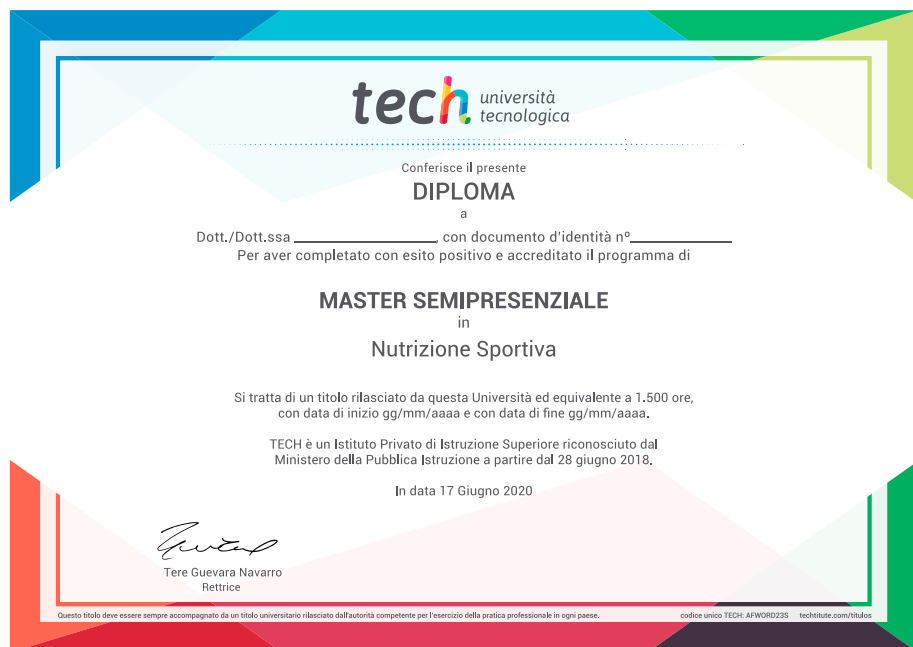 tech università
tecnologica
Conferisce il presente
DIPLOMA
a
Dott./Dott.ssa __________________, con documento d'identità nº_____________
Per aver completato con esito positivo e accreditato il programma di
MASTER SEMIPRESENZIALE
in
Nutrizione Sportiva
Si tratta di un titolo rilasciato da questa Università ed equivalente a 1.500 ore,
con data di inizio gg/mm/aaaa e con data di fine gg/mm/aaaa.
TECH è un Istituto Privato di Istruzione Superiore riconosciuto dal
Ministero della Pubblica Istruzione a partire dal 28 giugno 2018.
In data 17 Giugno 2020
Tere Guevara Navarro
Rettrice
Questo titolo deve essere sempre accompagnato da un titolo universitario rilasciato dall'autorità competente per l'esercizio della pratica professionale in ogni paese. codice unico TECH: AFWORD23S techtitute.com/titulos